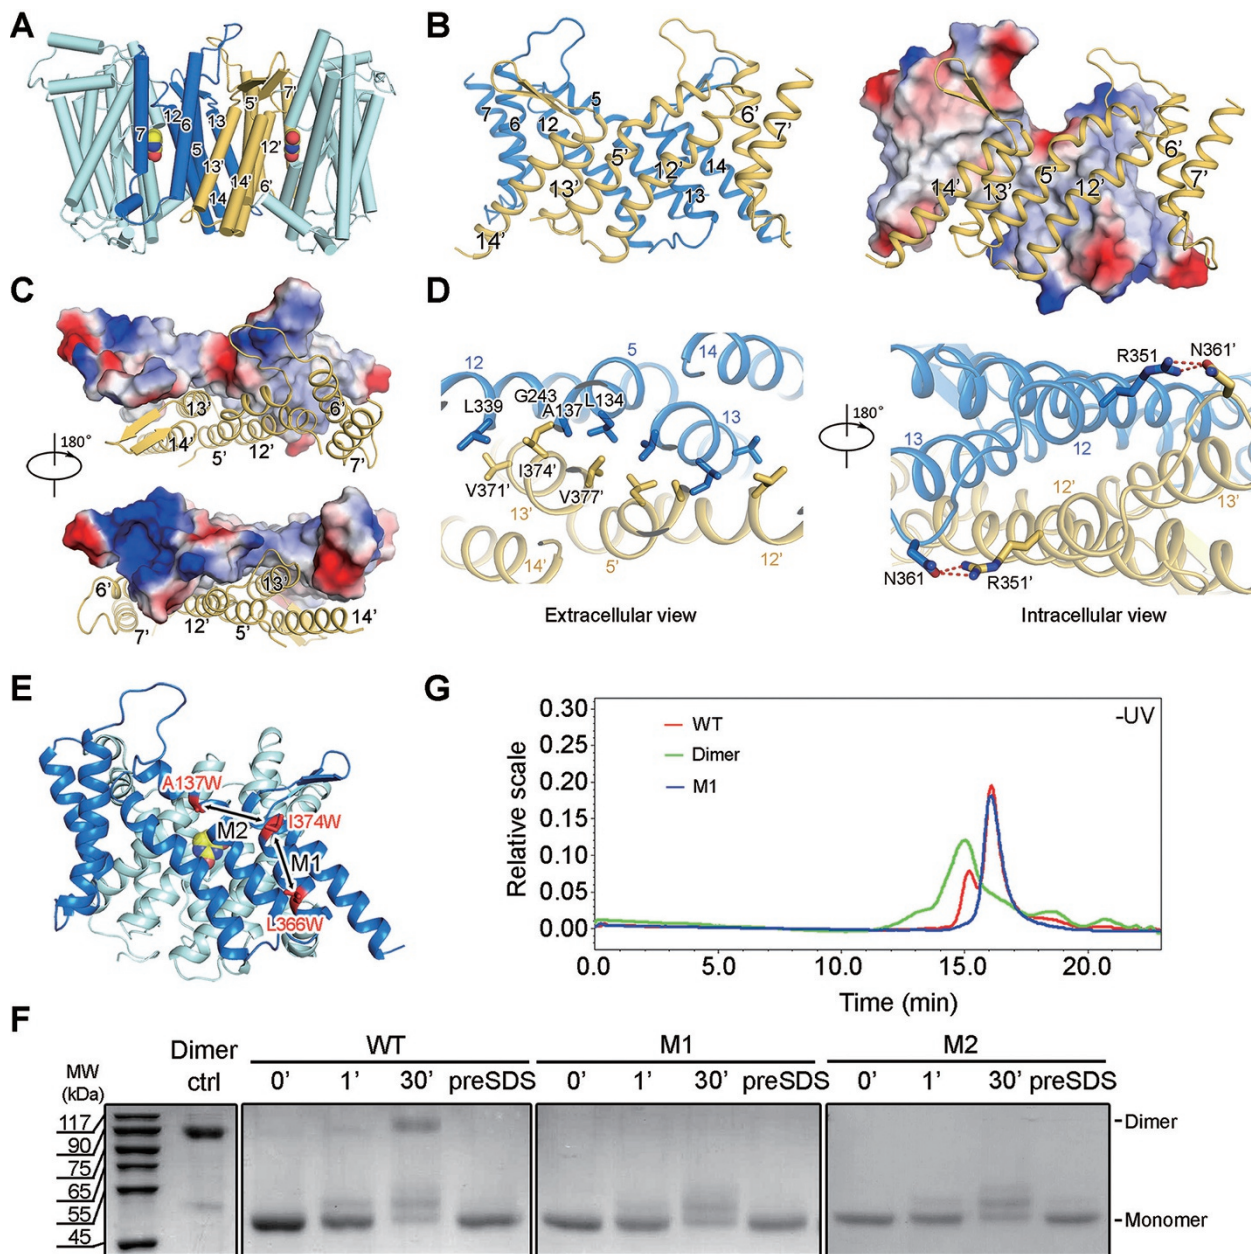 A
7
12
6
13
5
13'
14
14'
5'
12'
6'
7'
B
7
6
12
5
5'
12'
13'
14'
13
14
6'
7'
14'
13'
5'
12'
6'
7'
C
180°
13'
14'
5'
12'
6'
7'
6'
7'
12'
5'
13'
14'
D
12
5
14
L339
G243
A137
L134
13
V371'
I374'
V377'
13'
14'
5'
12'
Extracellular view
180°
R351
N361'
13
12
12'
13'
N361
R351'
Intracellular view
E
A137W
M2
I374W
M1
L366W
G
-UV
WT
Dimer
M1
Relative scale
0.30
0.25
0.20
0.15
0.10
0.05
0.00
0.0 5.0 10.0 15.0 20.0
Time (min)
F
MW
(kDa)
Dimer
ctrl
WT M1 M2
0' 1' 30' preSDS 0' 1' 30' preSDS 0' 1' 30' preSDS
117
90
75
65
55
45
Dimer
Monomer